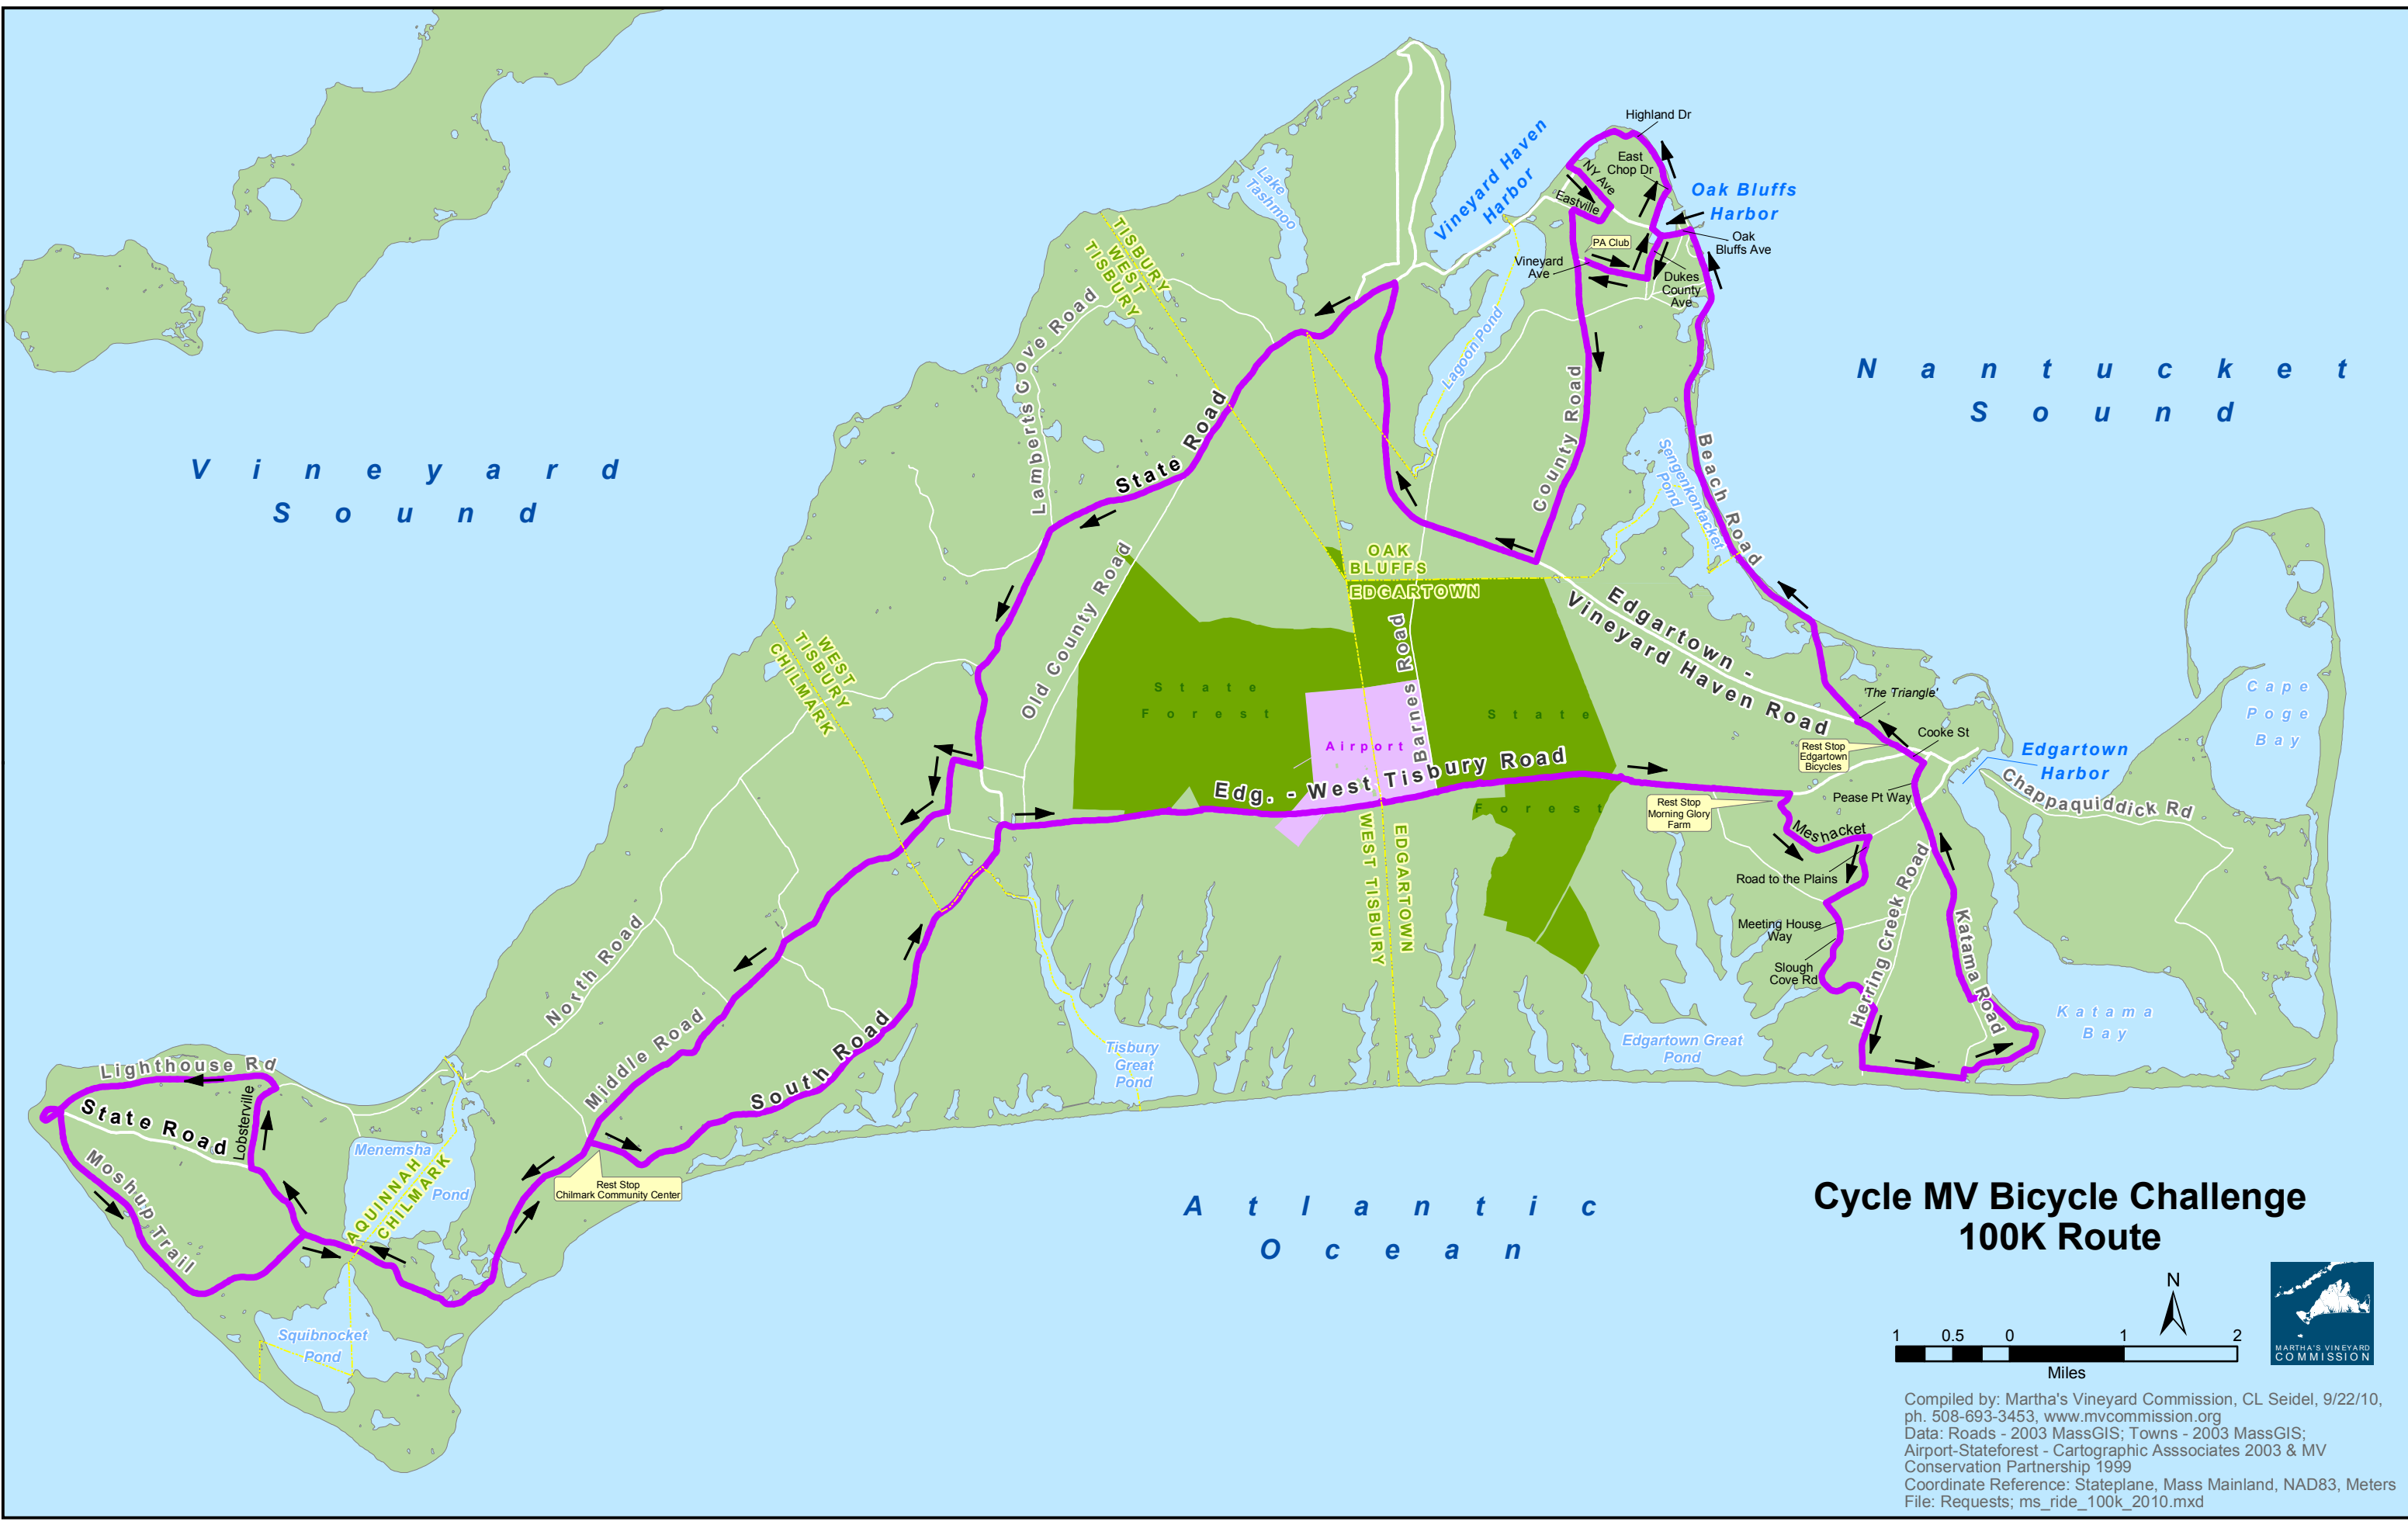 Highland Dr
East
Chop Dr
NY Ave
Eastville
Vineyard Haven
Harbor
Oak Bluffs
Harbor
Oak
Bluffs Ave
PA Club
Vineyard
Ave
Dukes
County
Ave
Lake
Tashmoo
TISBURY
WEST
TISBURY
Lamberts Cove Road
Lagoon Pond
County Road
Nantucket
Sound
Vineyard
Sound
State Road
Sengenkontacket
Pond
Beach Road
Old County Road
OAK
BLUFFS
EDGARTOWN
Edgartown -
Vineyard Haven Road
WEST
TISBURY
CHILMARK
State
Forest
Barnes Road
State
Forest
Airport
'The Triangle'
Cooke St
Rest Stop
Edgartown
Bicycles
Edgartown
Harbor
Cape
Poge
Bay
Edg. - West Tisbury Road
Pease Pt Way
Chappaquiddick Rd
Rest Stop
Morning Glory
Farm
Meshacket
WEST TISBURY
EDGARTOWN
Road to the Plains
Herring Creek Road
Meeting House
Way
Katama Road
Slough
Cove Rd
North Road
Middle Road
South Road
Tisbury
Great
Pond
Edgartown Great
Pond
Katama
Bay
Lighthouse Rd
State Road
Lobsterville
Moshup Trail
Menemsha
Pond
AQUINNAH
CHILMARK
Rest Stop
Chilmark Community Center
Atlantic
Ocean
Squibnocket
Pond
Cycle MV Bicycle Challenge
100K Route
N
1 0.5 0 1 2
Miles
MARTHA'S VINEYARD
COMMISSION
Compiled by: Martha's Vineyard Commission, CL Seidel, 9/22/10,
ph. 508-693-3453, www.mvcommission.org
Data: Roads - 2003 MassGIS; Towns - 2003 MassGIS;
Airport-Stateforest - Cartographic Asssociates 2003 & MV
Conservation Partnership 1999
Coordinate Reference: Stateplane, Mass Mainland, NAD83, Meters
File: Requests; ms_ride_100k_2010.mxd